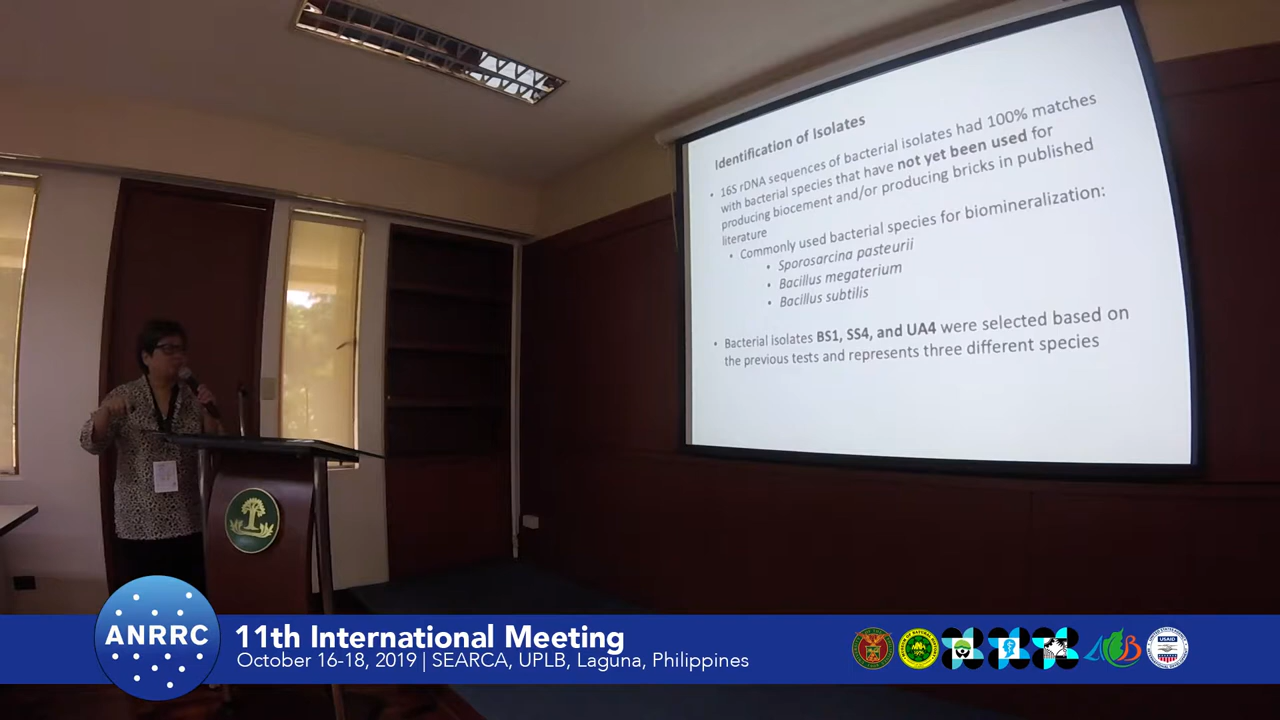 Identification of Isolates
• 16S rDNA sequences of bacterial isolates had 100% matches
with bacterial species that have not yet been used for
producing biocement and/or producing bricks in published
literature
• Commonly used bacterial species for biomineralization:
• Sporosarcina pasteurii
• Bacillus megaterium
• Bacillus subtilis
• Bacterial isolates BS1, SS4, and UA4 were selected based on
the previous tests and represents three different species
ANRRC
11th International Meeting
October 16-18, 2019 | SEARCA, UPLB, Laguna, Philippines
USAID